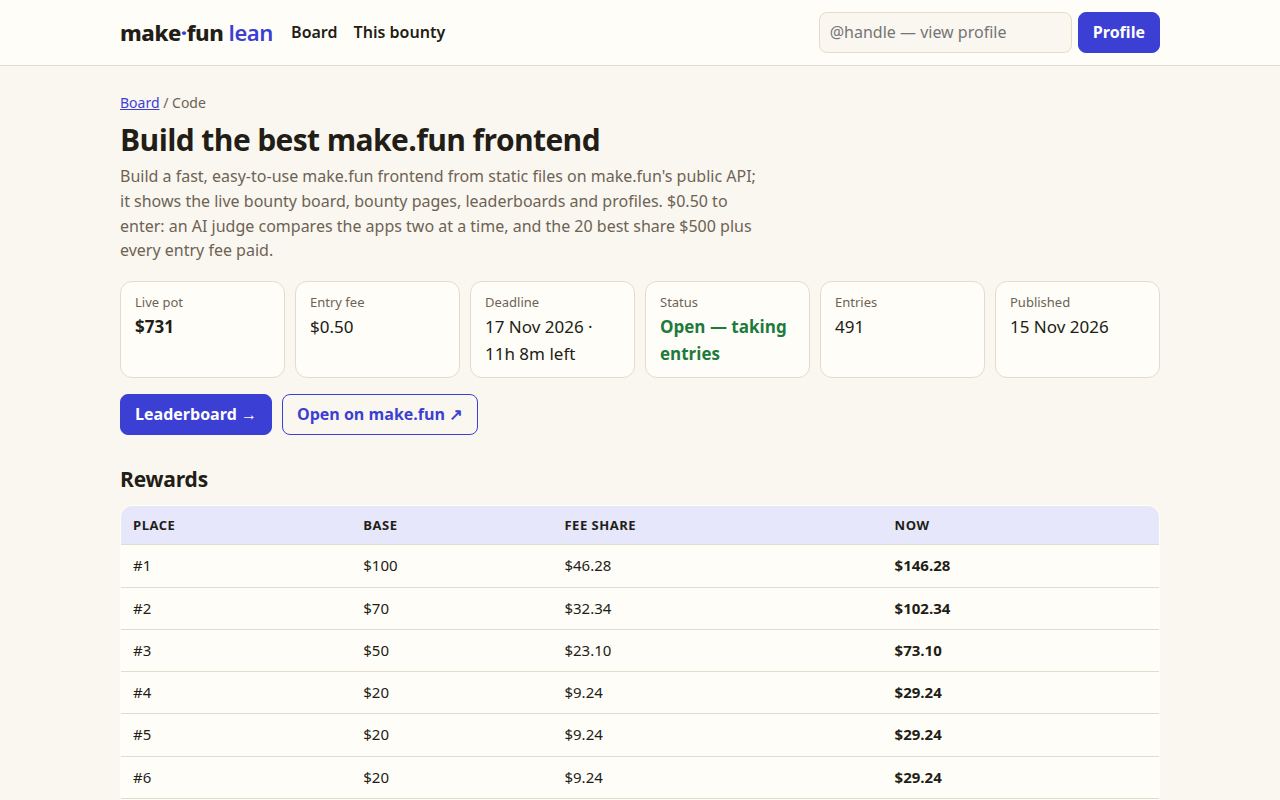 make·fun lean Board This bounty @handle — view profile Profile
Board / Code
Build the best make.fun frontend
Build a fast, easy-to-use make.fun frontend from static files on make.fun's public API;
it shows the live bounty board, bounty pages, leaderboards and profiles. $0.50 to
enter: an AI judge compares the apps two at a time, and the 20 best share $500 plus
every entry fee paid.
Live pot Entry fee Deadline Status Entries Published
$731 $0.50 17 Nov 2026 · Open — taking 491 15 Nov 2026
11h 8m left entries
Leaderboard → Open on make.fun ↗
Rewards
PLACE BASE FEE SHARE NOW
#1 $100 $46.28 $146.28
#2 $70 $32.34 $102.34
#3 $50 $23.10 $73.10
#4 $20 $9.24 $29.24
#5 $20 $9.24 $29.24
#6 $20 $9.24 $29.24